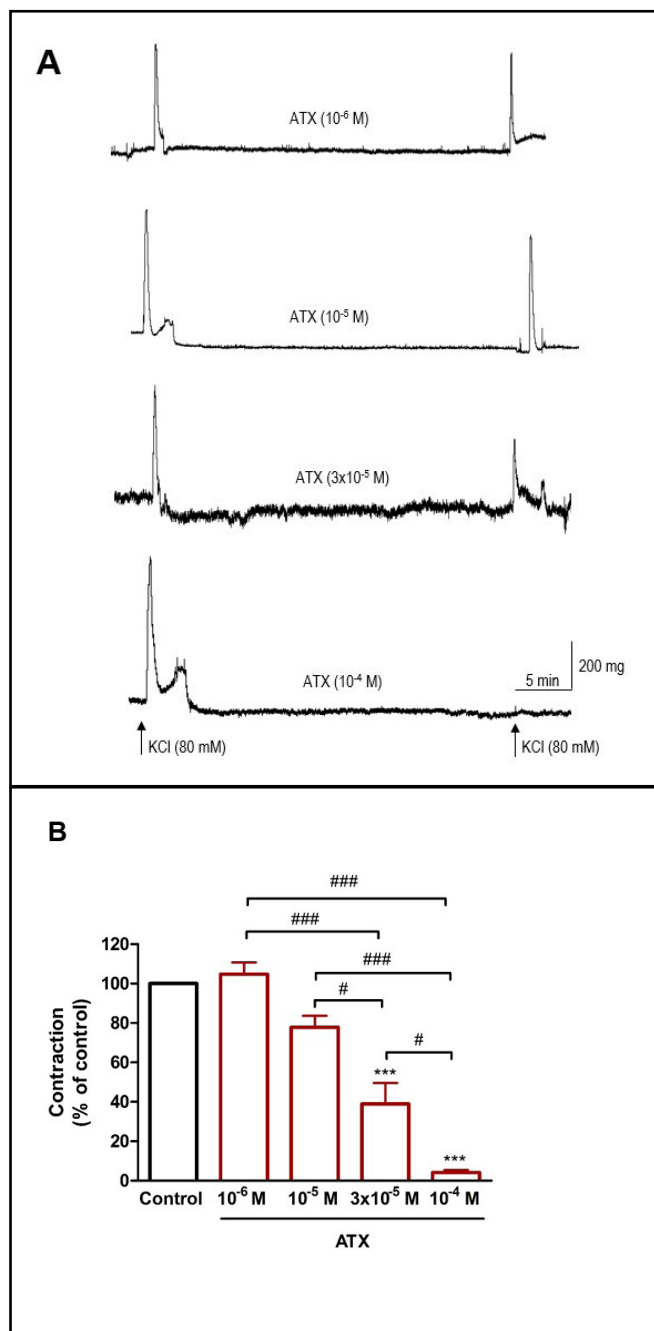 A
ATX (10⁻⁶ M)
ATX (10⁻⁵ M)
ATX (3x10⁻⁵ M)
ATX (10⁻⁴ M)
5 min
200 mg
KCl (80 mM)
KCl (80 mM)
B
###
###
###
#
#
***
***
Contraction
(% of control)
120
100
80
60
40
20
0
Control 10⁻⁶ M 10⁻⁵ M 3x10⁻⁵ M 10⁻⁴ M
ATX